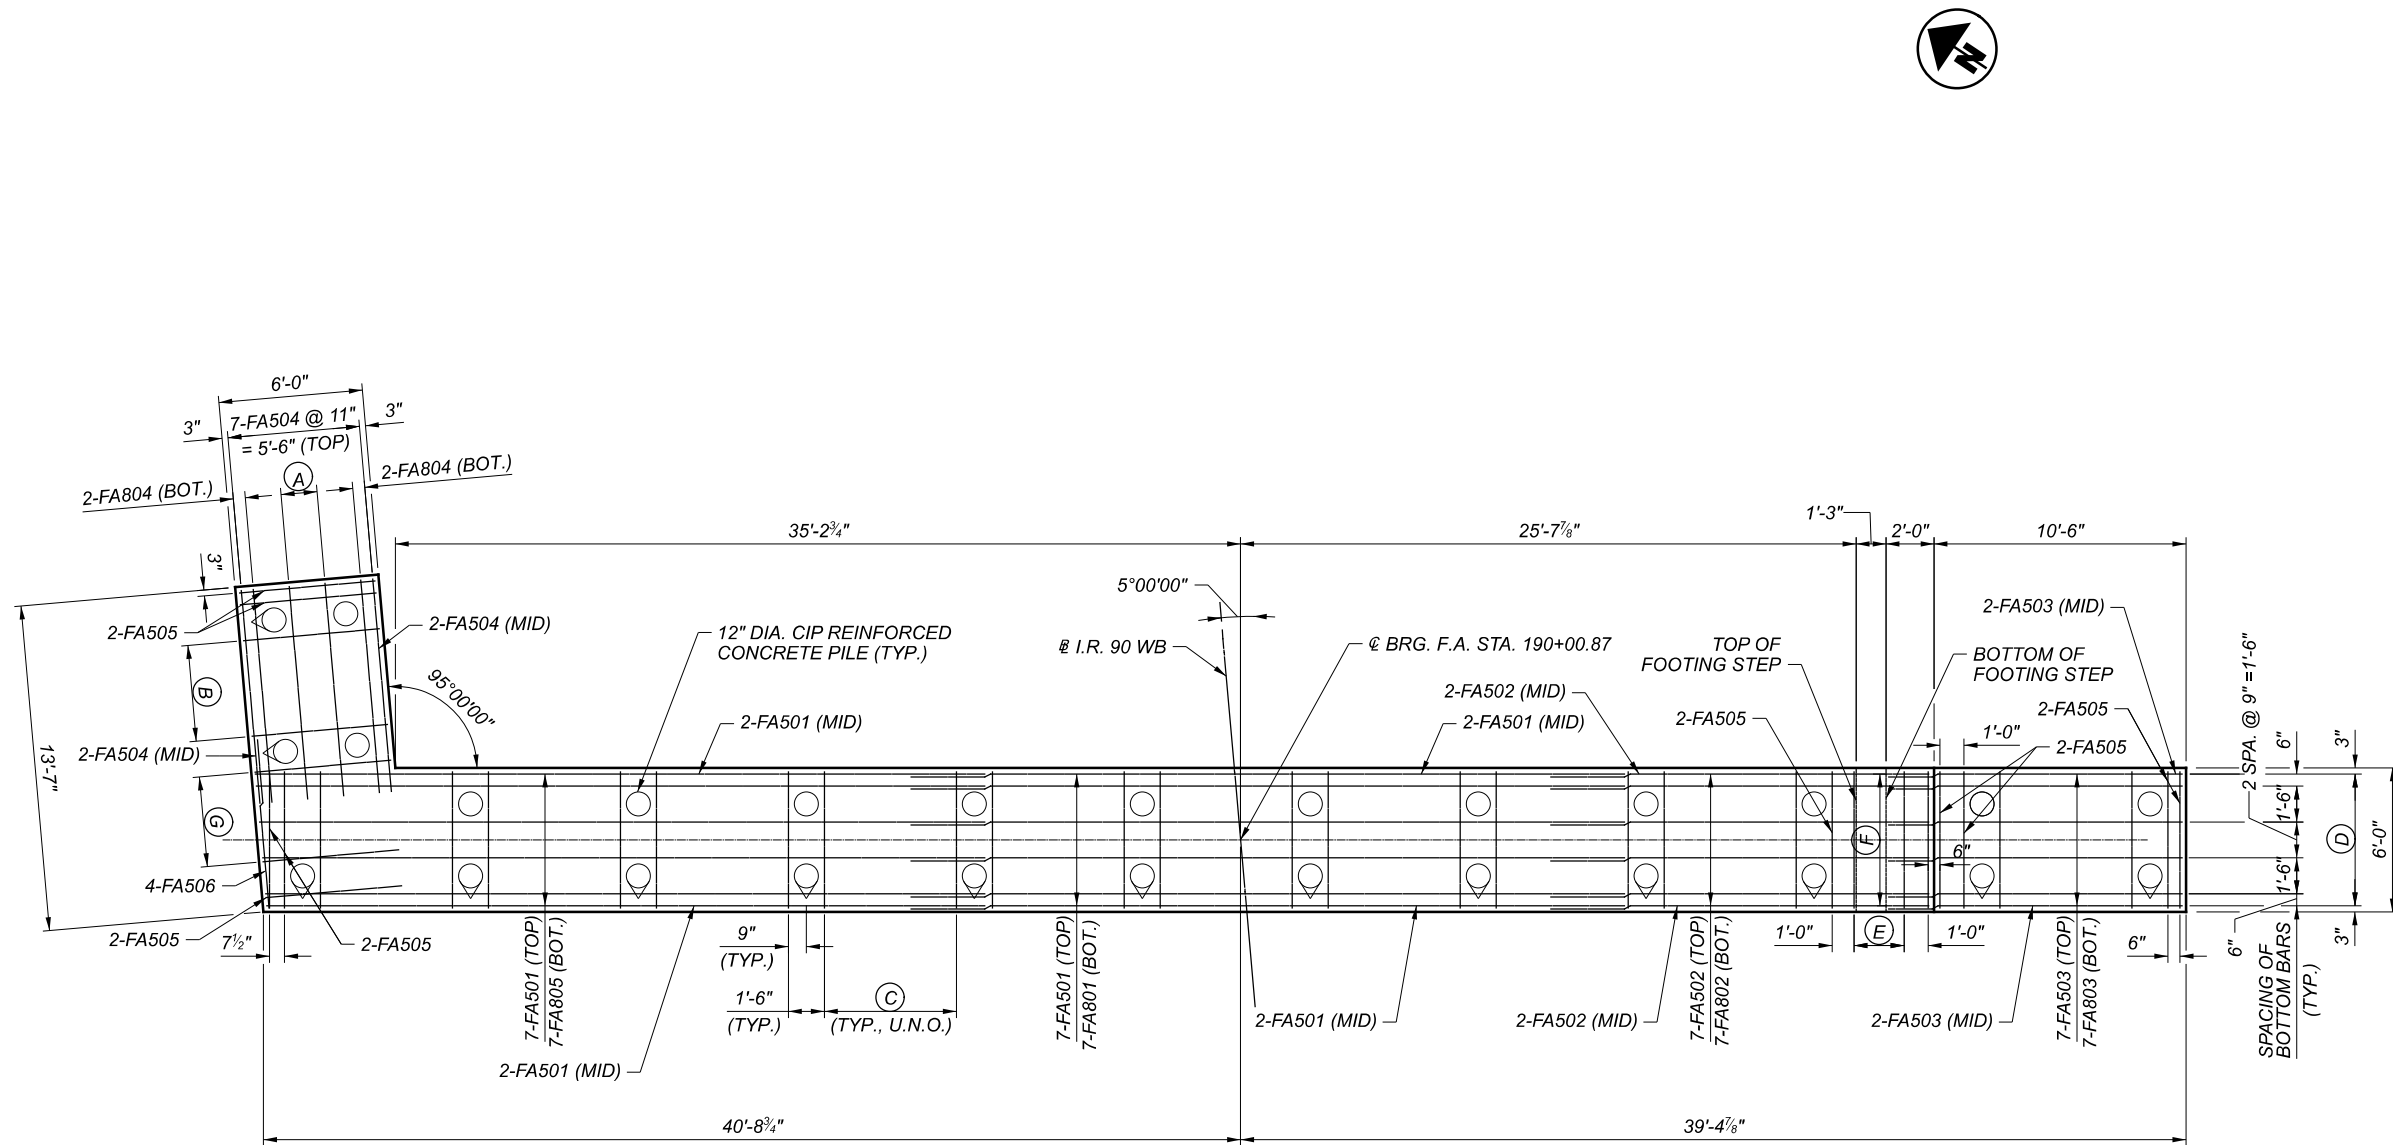 N
6'-0"
7-FA504 @ 11"
= 5'-6" (TOP)
3"
3"
A
2-FA804 (BOT.)
2-FA804 (BOT.)
3"
2-FA505
2-FA504 (MID)
B
95°00'00"
2-FA504 (MID)
13'-7"
G
4-FA506
2-FA505
7½"
2-FA505
35'-2¾"
25'-7⅞"
1'-3"
2'-0"
10'-6"
5°00'00"
12" DIA. CIP REINFORCED
CONCRETE PILE (TYP.)
2-FA501 (MID)
℄ I.R. 90 WB
℄ BRG. F.A. STA. 190+00.87
2-FA502 (MID)
2-FA501 (MID)
TOP OF
FOOTING STEP
2-FA505
BOTTOM OF
FOOTING STEP
2-FA503 (MID)
2-FA505
1'-0"
2-FA505
2 SPA. @ 9" =1'-6"
6"
3"
1'-6"
D
6'-0"
1'-6"
3"
6"
SPACING OF
BOTTOM BARS
(TYP.)
F
6"
E
1'-0"
1'-0"
6"
7-FA501 (TOP)
7-FA805 (BOT.)
9"
(TYP.)
1'-6"
(TYP.)
C
(TYP., U.N.O.)
7-FA501 (TOP)
7-FA801 (BOT.)
7-FA502 (TOP)
7-FA802 (BOT.)
7-FA503 (TOP)
7-FA803 (BOT.)
2-FA501 (MID)
2-FA501 (MID)
2-FA502 (MID)
2-FA503 (MID)
40'-8¾"
39'-4⅞"